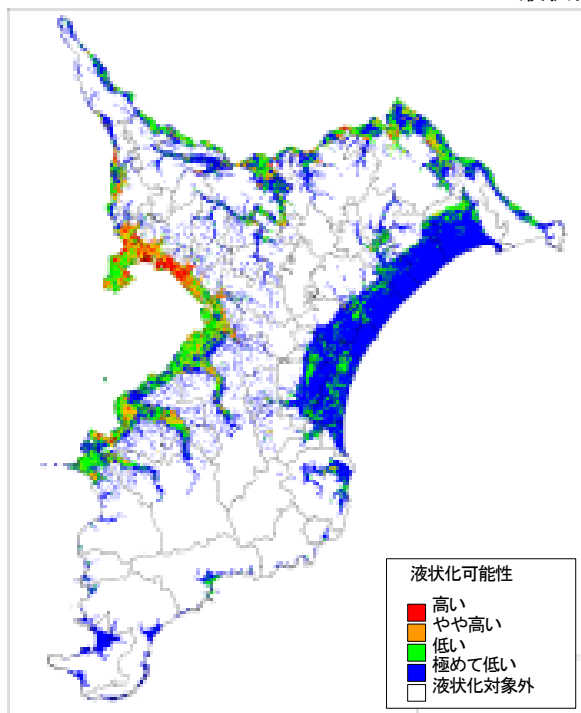 液状化可能性
高い
やや高い
低い
極めて低い
液状化対象外